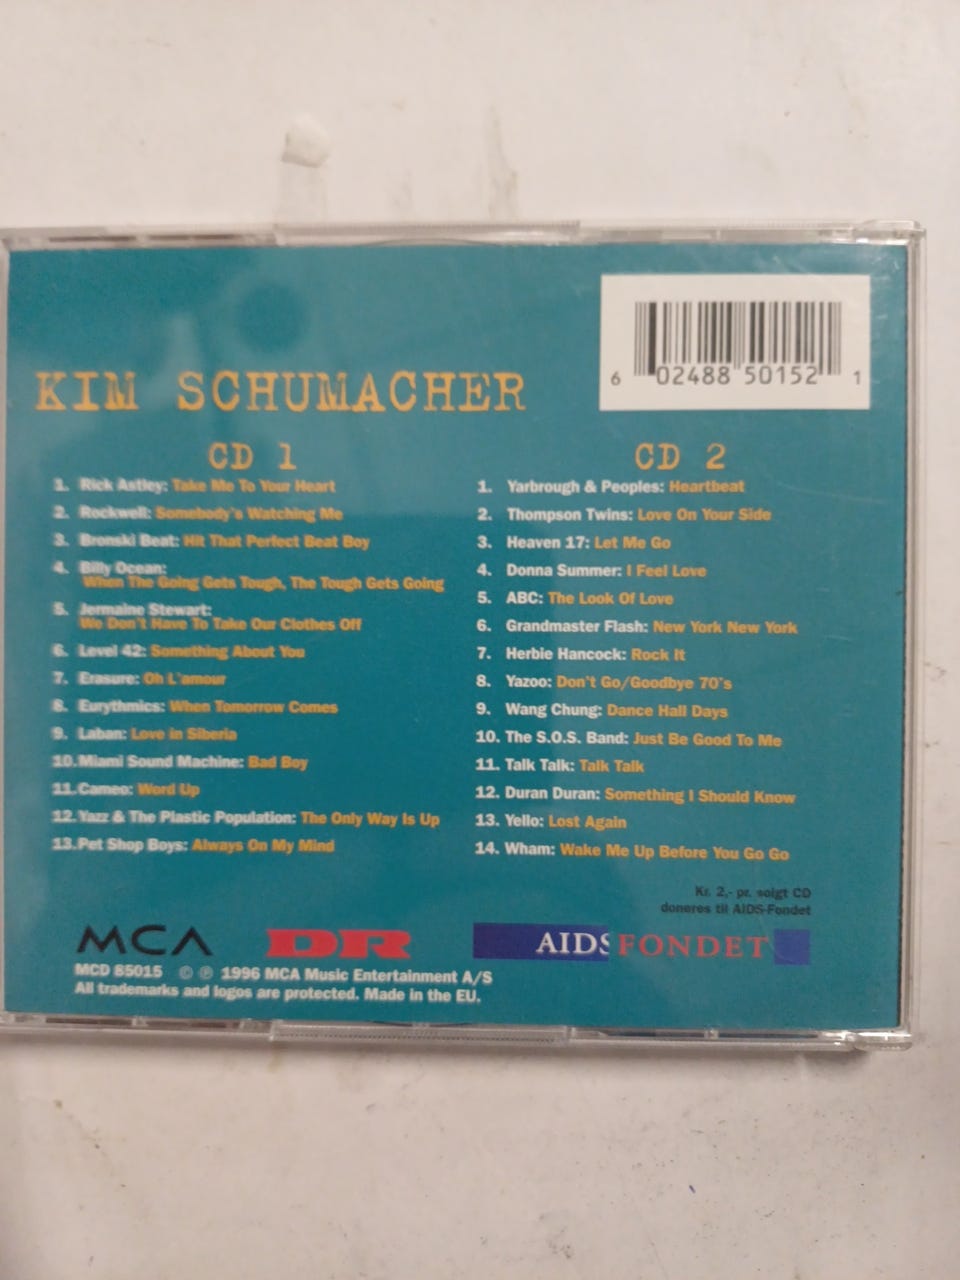 6 02488 50152 1
KIM SCHUMACHER
CD 1
1. Rick Astley: Take Me To Your Heart
2. Rockwell: Somebody's Watching Me
3. Bronski Beat: Hit That Perfect Beat Boy
4. Billy Ocean:
When The Going Gets Tough, The Tough Gets Going
5. Jermaine Stewart:
We Don't Have To Take Our Clothes Off
6. Level 42: Something About You
7. Erasure: Oh L'amour
8. Eurythmics: When Tomorrow Comes
9. Laban: Love in Siberia
10. Miami Sound Machine: Bad Boy
11. Cameo: Word Up
12. Yazz & The Plastic Population: The Only Way Is Up
13. Pet Shop Boys: Always On My Mind
CD 2
1. Yarbrough & Peoples: Heartbeat
2. Thompson Twins: Love On Your Side
3. Heaven 17: Let Me Go
4. Donna Summer: I Feel Love
5. ABC: The Look Of Love
6. Grandmaster Flash: New York New York
7. Herbie Hancock: Rock It
8. Yazoo: Don't Go/Goodbye 70's
9. Wang Chung: Dance Hall Days
10. The S.O.S. Band: Just Be Good To Me
11. Talk Talk: Talk Talk
12. Duran Duran: Something I Should Know
13. Yello: Lost Again
14. Wham: Wake Me Up Before You Go Go
Kr. 2,- pr. solgt CD
doneres til AIDS-Fondet
MCA DR AIDSFONDET
MCD 85015 © ℗ 1996 MCA Music Entertainment A/S
All trademarks and logos are protected. Made in the EU.